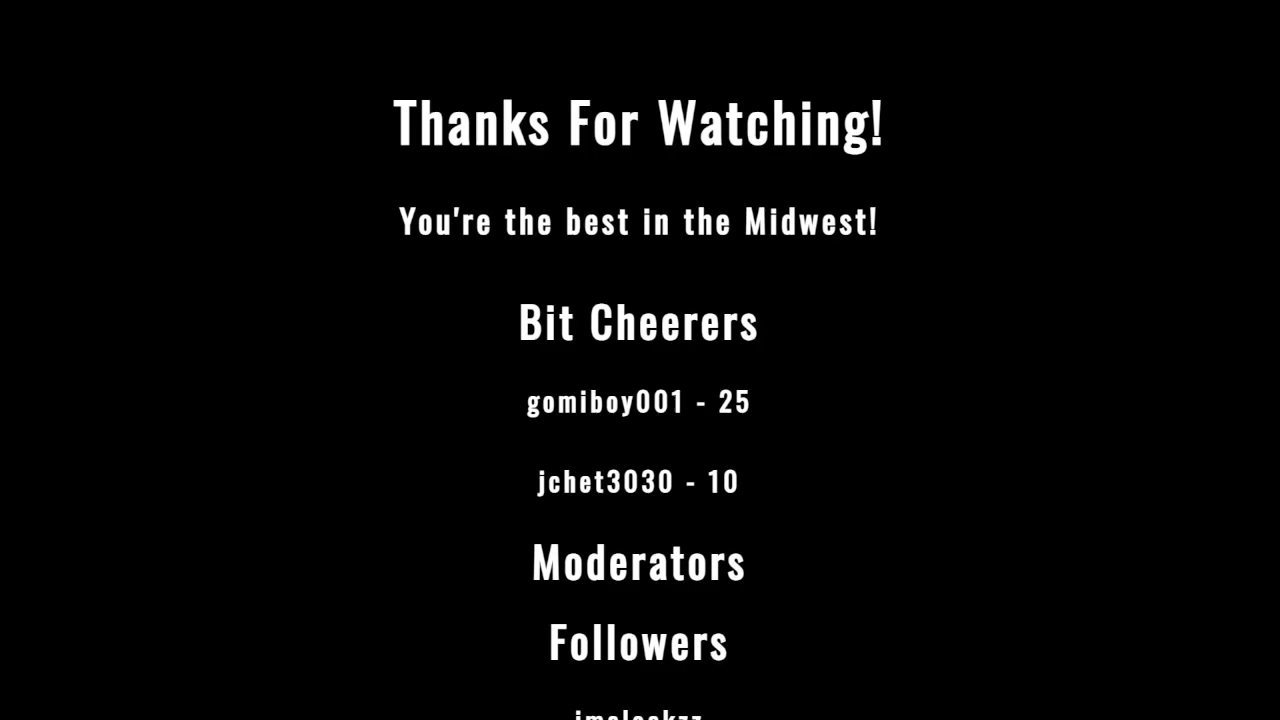 Thanks For Watching!
You're the best in the Midwest!
Bit Cheerers
gomiboy001 - 25
jchet3030 - 10
Moderators
Followers